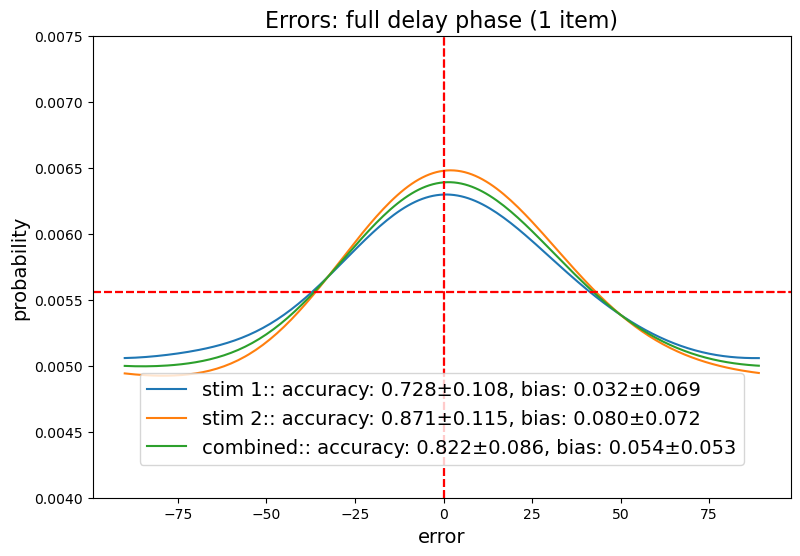 Errors: full delay phase (1 item)
0.0075
0.0070
0.0065
0.0060
0.0055
0.0050
0.0045
0.0040
probability
stim 1:: accuracy: 0.728±0.108, bias: 0.032±0.069
stim 2:: accuracy: 0.871±0.115, bias: 0.080±0.072
combined:: accuracy: 0.822±0.086, bias: 0.054±0.053
−75 −50 −25 0 25 50 75
error